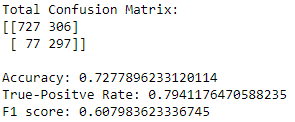 Total Confusion Matrix:
[[727 306]
 [ 77 297]]

Accuracy: 0.7277896233120114
True-Positve Rate: 0.7941176470588235
F1 score: 0.607983623336745